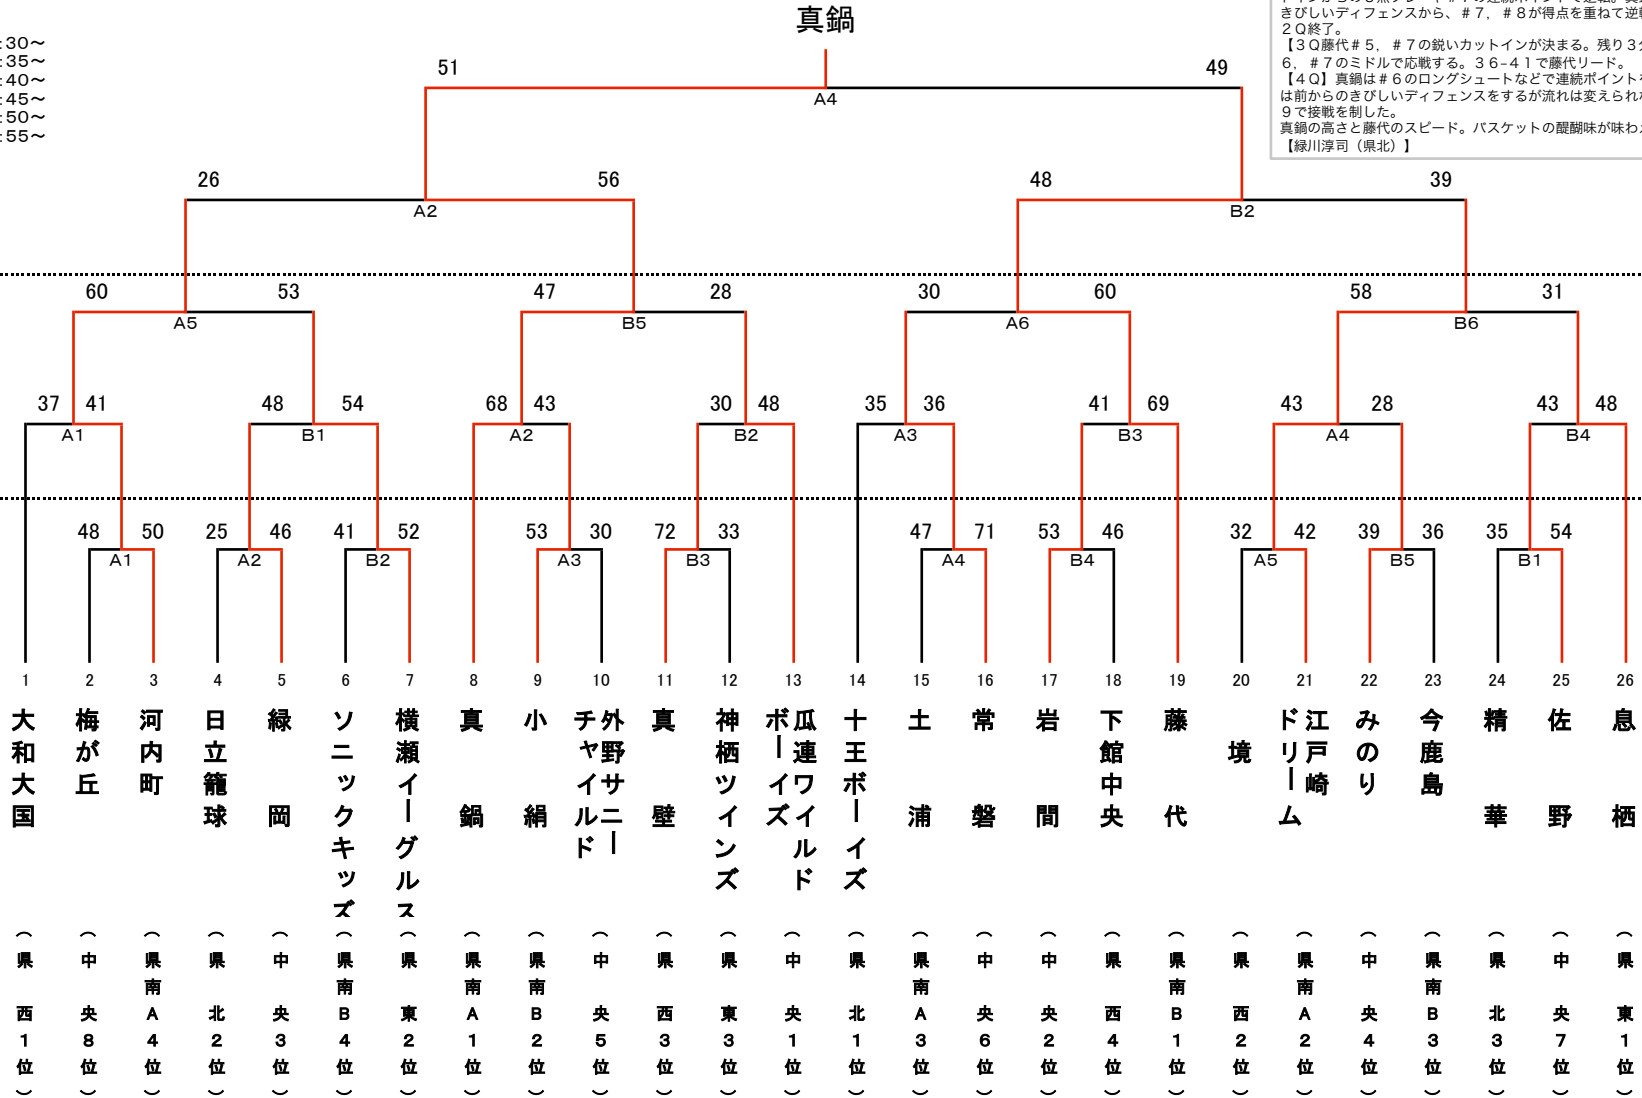 真鍋
きびしいディフェンスから、＃７，＃８が得点を重ねて逆
２Ｑ終了。
【３Ｑ藤代＃５，＃７の鋭いカットインが決まる。残り３
６，＃７のミドルで応戦する。３６-４１で藤代リード。
【４Ｑ】真鍋は＃６のロングシュートなどで連続ポイント
は前からのきびしいディフェンスをするが流れは変えられ
９で接戦を制した。
真鍋の高さと藤代のスピード。バスケットの醍醐味が味わ
【緑川淳司（県北）】
:30～
:35～
:40～
:45～
:50～
:55～
51 49
A4
26 56 48 39
A2 B2
60 53 47 28 30 60 58 31
A5 B5 A6 B6
37 41 48 54 68 43 30 48 35 36 41 69 43 28 43 48
A1 B1 A2 B2 A3 B3 A4 B4
48 50 25 46 41 52 53 30 72 33 47 71 53 46 32 42 39 36 35 54
A1 A2 B2 A3 B3 A4 B4 A5 B5 B1
1 2 3 4 5 6 7 8 9 10 11 12 13 14 15 16 17 18 19 20 21 22 23 24 25 26
大和大国
梅が丘
河内町
日立籠球
緑岡
ソニックキッズ
横瀬イーグルス
真鍋
小絹
外野サニー
チャイルド
真壁
神栖ツインズ
瓜連ワイルド
ボーイズ
十王ボーイズ
土浦
常磐
岩間
下館中央
藤代
境
江戸崎
ドリーム
みのり
今鹿島
精華
佐野
息栖
（県西１位）
（中央８位）
（県南Ａ４位）
（県北２位）
（中央３位）
（県南Ｂ４位）
（県東２位）
（県南Ａ１位）
（県南Ｂ２位）
（中央５位）
（県西３位）
（県東３位）
（中央１位）
（県北１位）
（県南Ａ３位）
（中央６位）
（中央２位）
（県西４位）
（県南Ｂ１位）
（県西２位）
（県南Ａ２位）
（中央４位）
（県南Ｂ３位）
（県北３位）
（中央７位）
（県東１位）